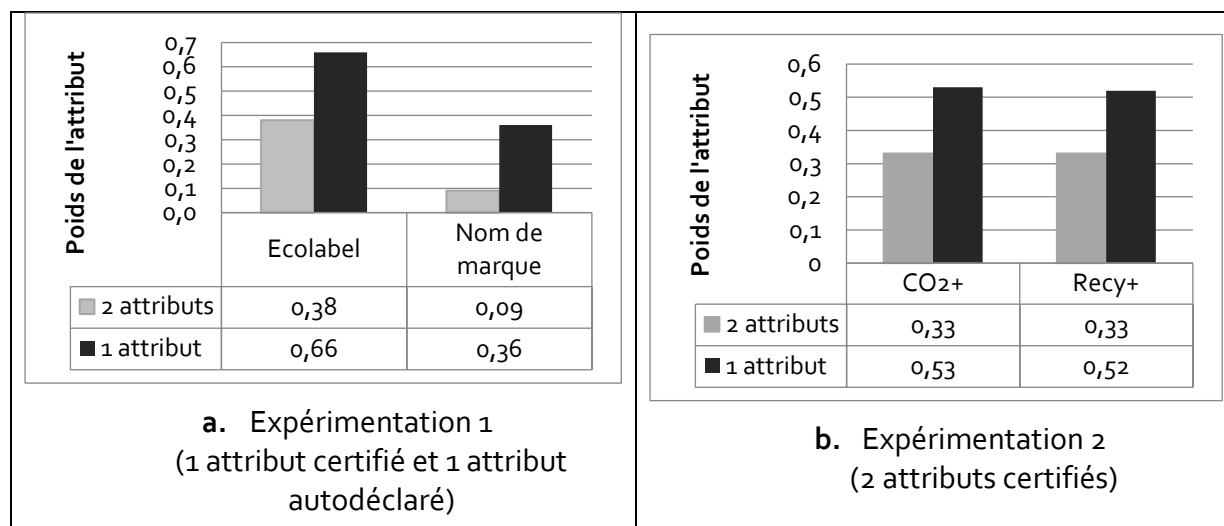 Poids de l'attribut
0,7
0,6
0,5
0,4
0,3
0,2
0,1
0,0
Ecolabel
Nom de
marque
2 attributs 0,38 0,09
1 attribut 0,66 0,36
a. Expérimentation 1
(1 attribut certifié et 1 attribut
autodéclaré)
Poids de l'attribut
0,6
0,5
0,4
0,3
0,2
0,1
0
CO2+ Recy+
2 attributs 0,33 0,33
1 attribut 0,53 0,52
b. Expérimentation 2
(2 attributs certifiés)